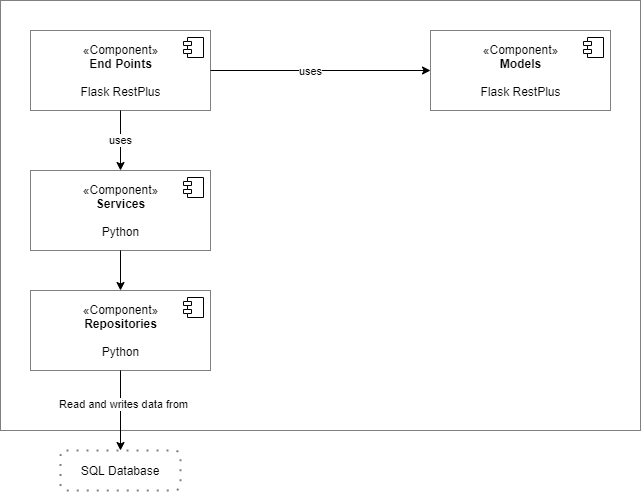 «Component»
End Points
Flask RestPlus
uses
«Component»
Models
Flask RestPlus
uses
«Component»
Services
Python
«Component»
Repositories
Python
Read and writes data from
SQL Database